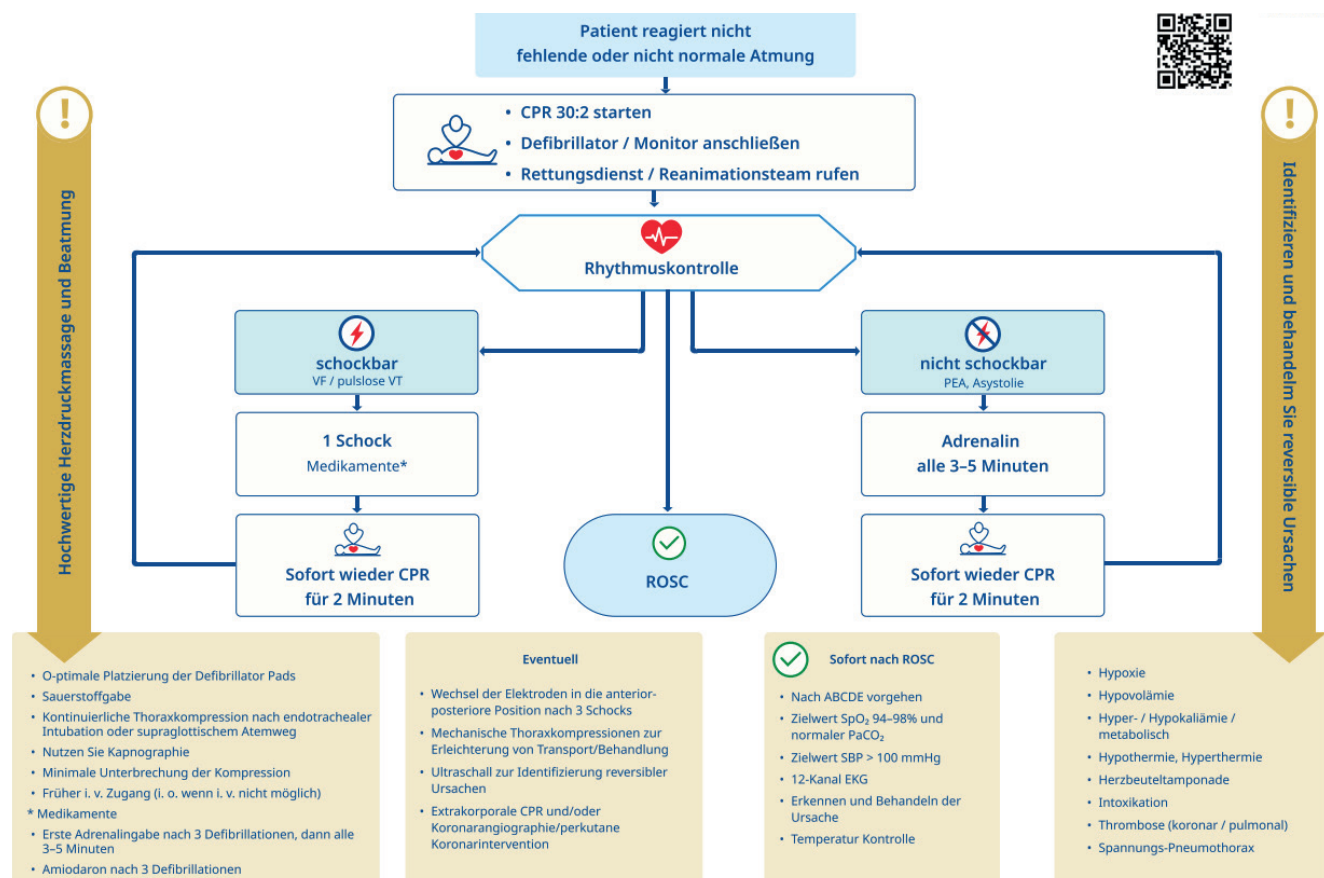 Patient reagiert nicht
fehlende oder nicht normale Atmung
• CPR 30:2 starten
• Defibrillator / Monitor anschließen
• Rettungsdienst / Reanimationsteam rufen
!
Hochwertige Herzdruckmassage und Beatmung
!
Identifizieren und behandelm Sie reversible Ursachen
Rhythmuskontrolle
schockbar
VF / pulslose VT
nicht schockbar
PEA, Asystolie
1 Schock
Medikamente*
Adrenalin
alle 3–5 Minuten
Sofort wieder CPR
für 2 Minuten
ROSC
Sofort wieder CPR
für 2 Minuten
• O-ptimale Platzierung der Defibrillator Pads
• Sauerstoffgabe
• Kontinuierliche Thoraxkompression nach endotrachealer
Intubation oder supraglottischem Atemweg
• Nutzen Sie Kapnographie
• Minimale Unterbrechung der Kompression
• Früher i. v. Zugang (i. o. wenn i. v. nicht möglich)
* Medikamente
• Erste Adrenalingabe nach 3 Defibrillationen, dann alle
3–5 Minuten
• Amiodaron nach 3 Defibrillationen
Eventuell
• Wechsel der Elektroden in die anterior-
posteriore Position nach 3 Schocks
• Mechanische Thoraxkompressionen zur
Erleichterung von Transport/Behandlung
• Ultraschall zur Identifizierung reversibler
Ursachen
• Extrakorporale CPR und/oder
Koronarangiographie/perkutane
Koronarintervention
Sofort nach ROSC
• Nach ABCDE vorgehen
• Zielwert SpO₂ 94–98% und
normaler PaCO₂
• Zielwert SBP > 100 mmHg
• 12-Kanal EKG
• Erkennen und Behandeln der
Ursache
• Temperatur Kontrolle
• Hypoxie
• Hypovolämie
• Hyper- / Hypokaliämie /
metabolisch
• Hypothermie, Hyperthermie
• Herzbeuteltamponade
• Intoxikation
• Thrombose (koronar / pulmonal)
• Spannungs-Pneumothorax